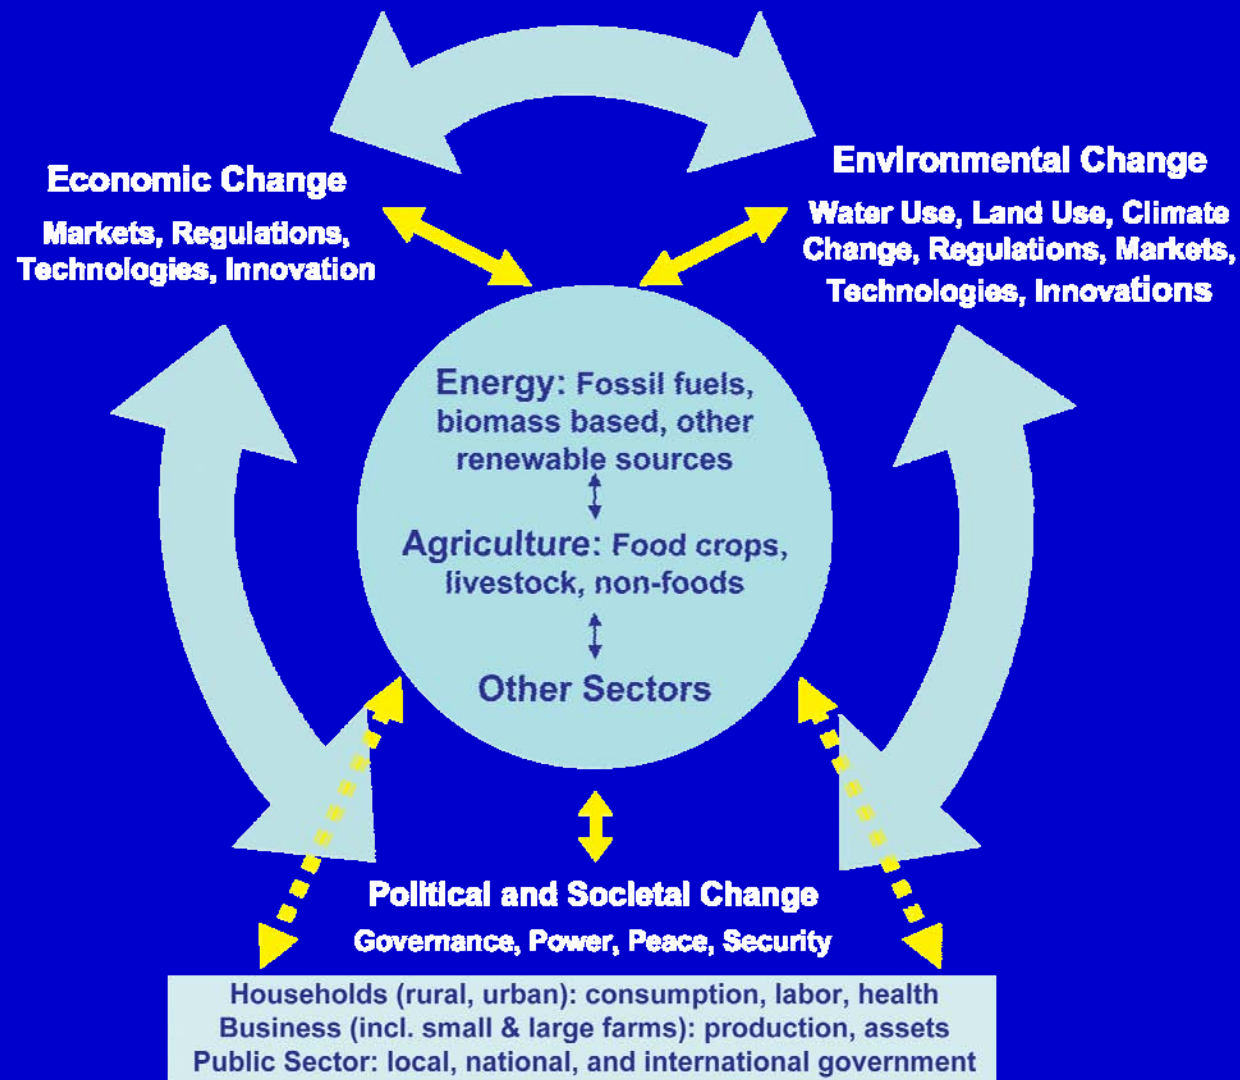 Economic Change
Markets, Regulations,
Technologies, Innovation
Environmental Change
Water Use, Land Use, Climate
Change, Regulations, Markets,
Technologies, Innovations
Energy: Fossil fuels,
biomass based, other
renewable sources
Agriculture: Food crops,
livestock, non-foods
Other Sectors
Political and Societal Change
Governance, Power, Peace, Security
Households (rural, urban): consumption, labor, health
Business (incl. small & large farms): production, assets
Public Sector: local, national, and international government